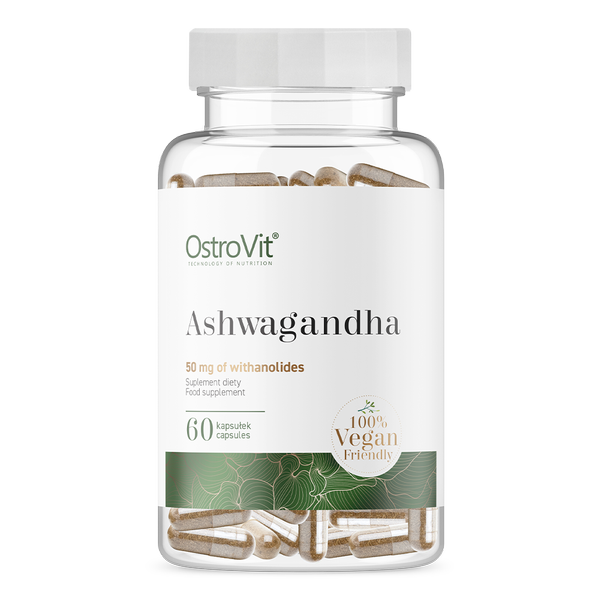 OstroVit®
TECHNOLOGY OF NUTRITION
Ashwagandha
50 mg of withanolides
Suplement diety
Food supplement
60 kapsułek
capsules
100%
Vegan
Friendly